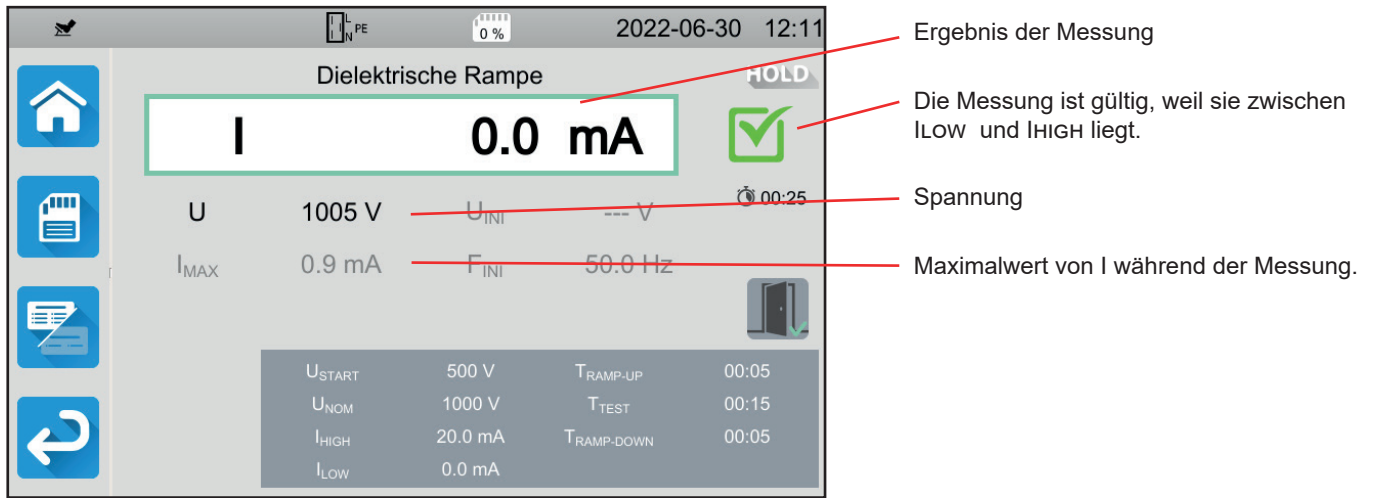 L
N PE
0 %
2022-06-30 12:11
Dielektrische Rampe
HOLD
I 0.0 mA
00:25
U 1005 V UINI --- V
IMAX 0.9 mA FINI 50.0 Hz
USTART 500 V TRAMP-UP 00:05
UNOM 1000 V TTEST 00:15
IHIGH 20.0 mA TRAMP-DOWN 00:05
ILOW 0.0 mA
Ergebnis der Messung
Die Messung ist gültig, weil sie zwischen
ILOW und IHIGH liegt.
Spannung
Maximalwert von I während der Messung.